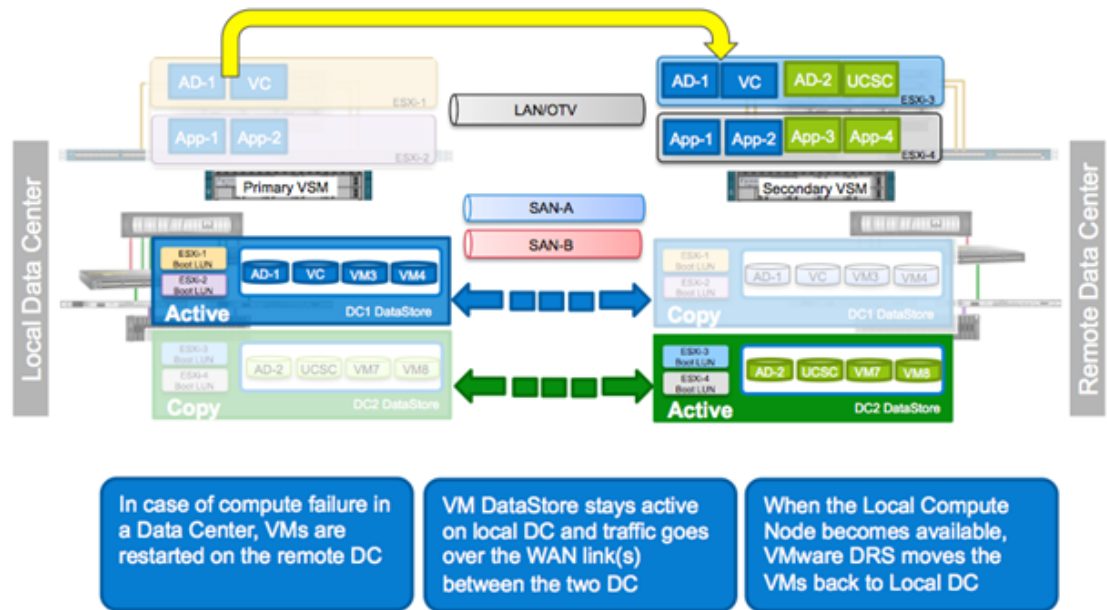 AD-1 VC
ESXi-1
App-1 App-2
ESXi-2
LAN/OTV
AD-1 VC AD-2 UCSC
ESXi-3
App-1 App-2 App-3 App-4
ESXi-4
Local Data Center
Remote Data Center
Primary VSM
Secondary VSM
SAN-A
SAN-B
ESXi-1
Boot LUN
ESXi-2
Boot LUN
AD-1 VC VM3 VM4
Active
DC1 DataStore
ESXi-1
Boot LUN
ESXi-2
Boot LUN
AD-1 VC VM3 VM4
Copy
DC1 DataStore
ESXi-3
Boot LUN
ESXi-4
Boot LUN
AD-2 UCSC VM7 VM8
Copy
DC2 DataStore
ESXi-3
Boot LUN
ESXi-4
Boot LUN
AD-2 UCSC VM7 VM8
Active
DC2 DataStore
In case of compute failure in
a Data Center, VMs are
restarted on the remote DC
VM DataStore stays active
on local DC and traffic goes
over the WAN link(s)
between the two DC
When the Local Compute
Node becomes available,
VMware DRS moves the
VMs back to Local DC